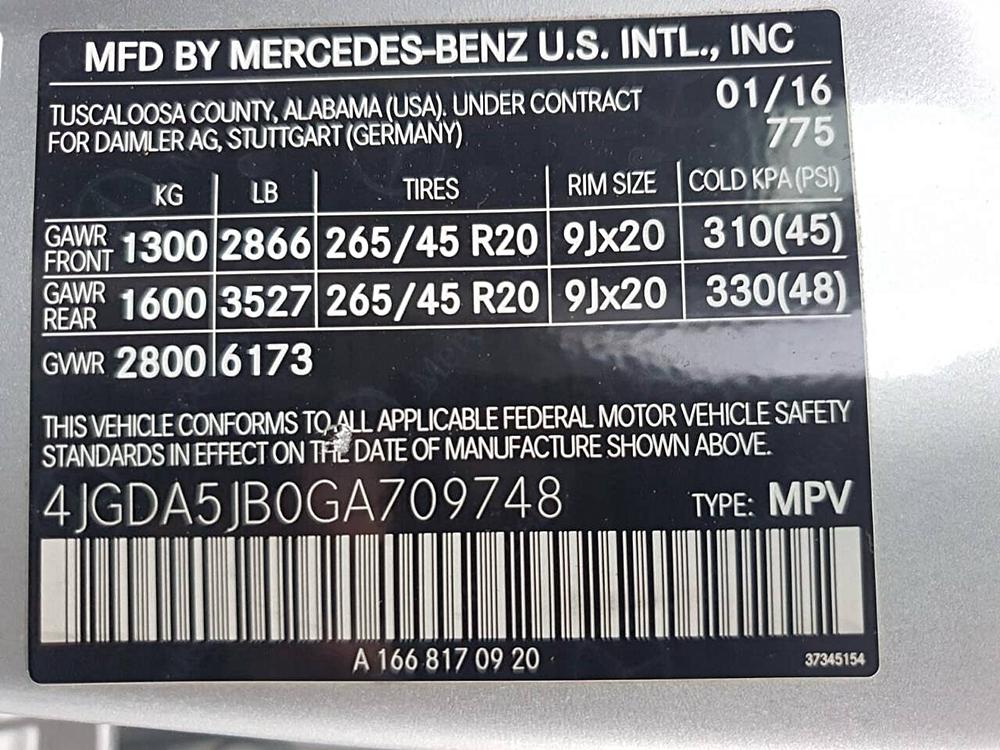 MFD BY MERCEDES-BENZ U.S. INTL., INC
TUSCALOOSA COUNTY, ALABAMA (USA). UNDER CONTRACT 01/16
FOR DAIMLER AG, STUTTGART (GERMANY) 775
KG LB TIRES RIM SIZE COLD KPA (PSI)
GAWR FRONT 1300 2866 265/45 R20 9Jx20 310(45)
GAWR REAR 1600 3527 265/45 R20 9Jx20 330(48)
GVWR 2800 6173
THIS VEHICLE CONFORMS TO ALL APPLICABLE FEDERAL MOTOR VEHICLE SAFETY
STANDARDS IN EFFECT ON THE DATE OF MANUFACTURE SHOWN ABOVE.
4JGDA5JB0GA709748 TYPE: MPV
A 166 817 09 20 37345154